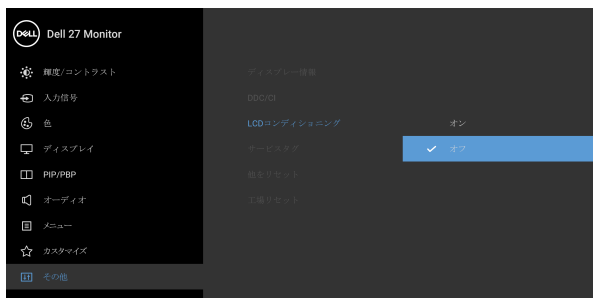 DELL
Dell 27 Monitor
輝度/コントラスト
入力信号
色
ディスプレイ
PIP/PBP
オーディオ
メニュー
カスタマイズ
その他
ディスプレー情報
DDC/CI
LCDコンディショニング
サービスタグ
他をリセット
工場リセット
オン
オフ